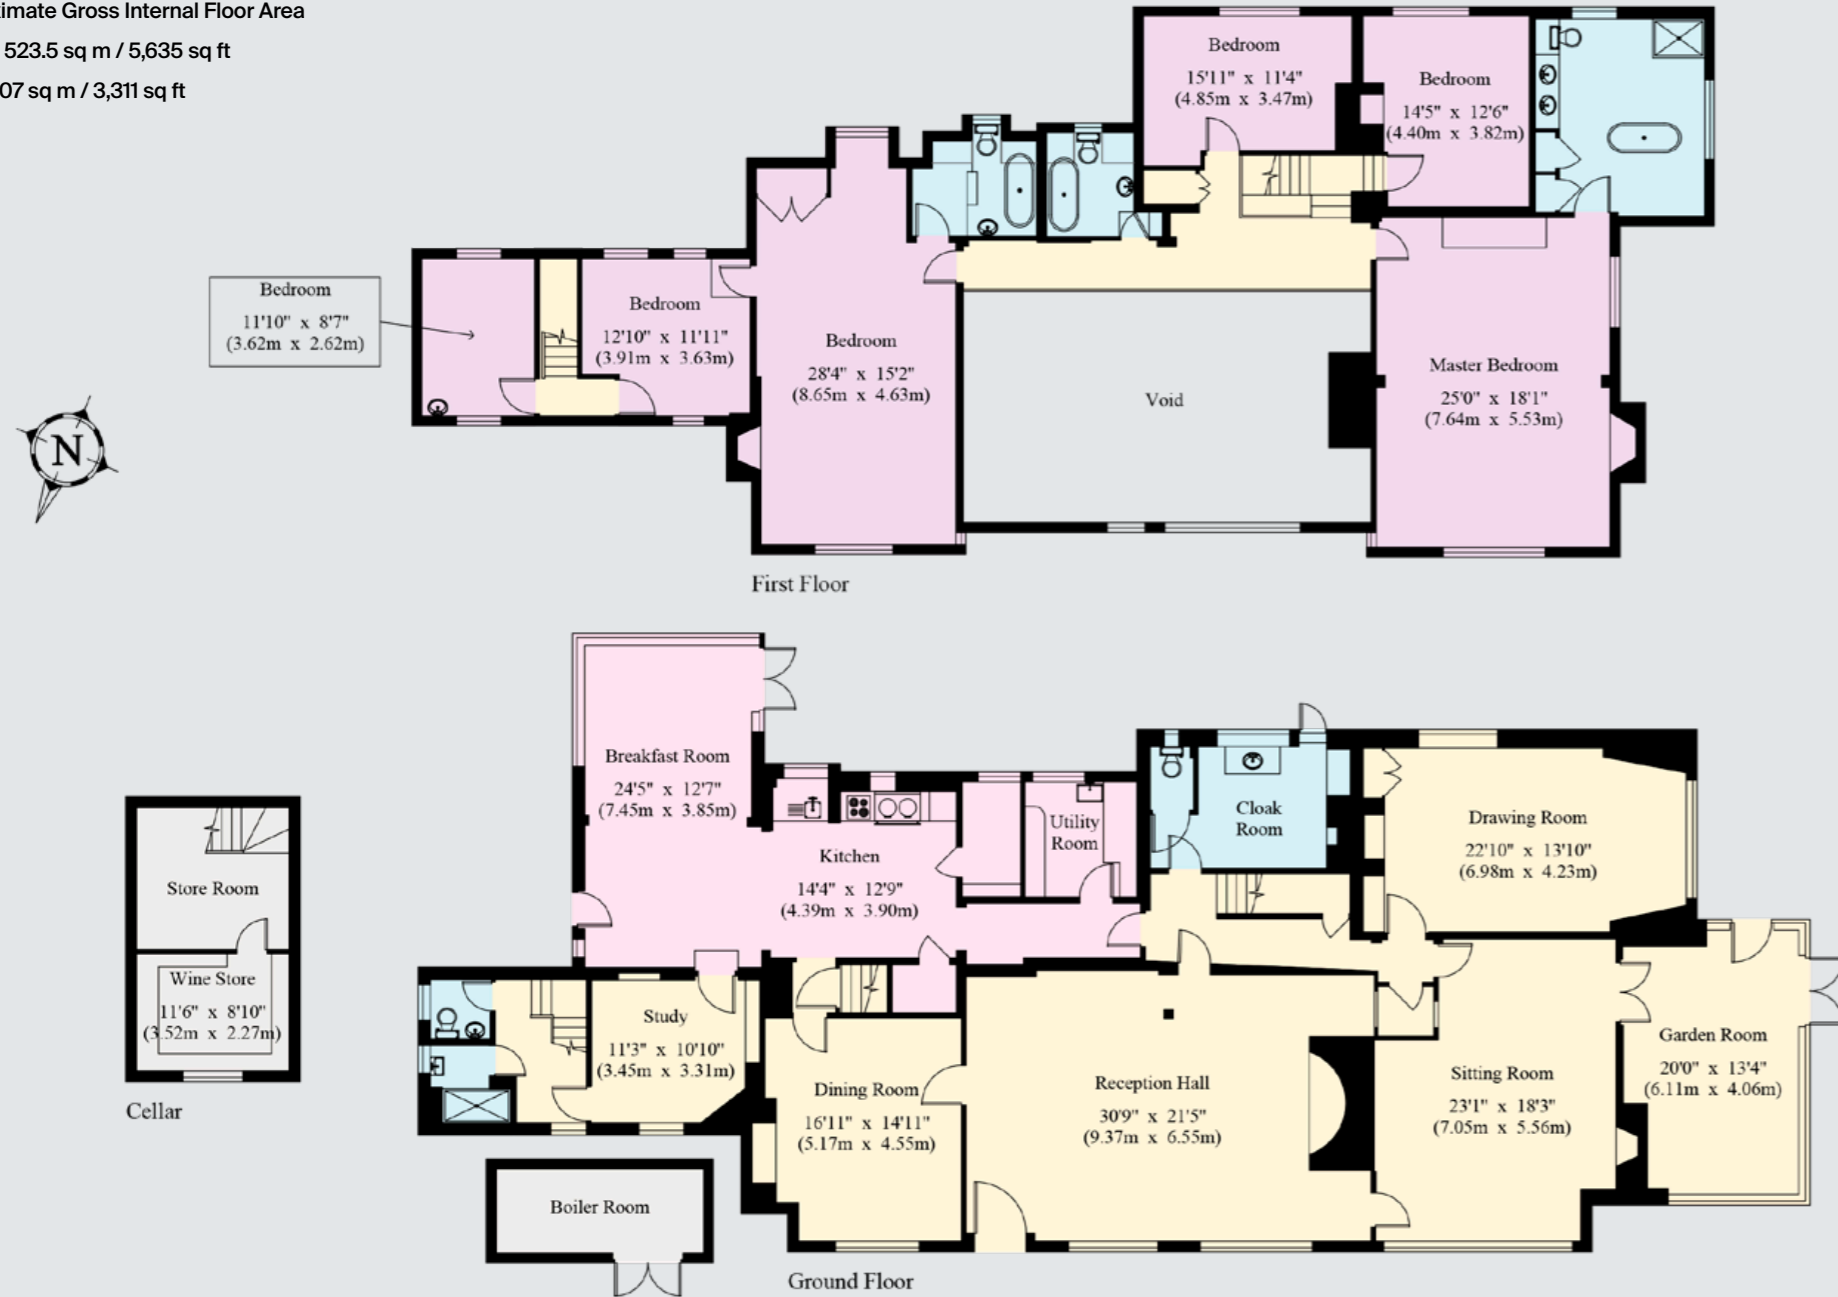 ximate Gross Internal Floor Area
523.5 sq m / 5,635 sq ft
07 sq m / 3,311 sq ft
Bedroom
15'11" x 11'4"
(4.85m x 3.47m)
Bedroom
14'5" x 12'6"
(4.40m x 3.82m)
Bedroom
11'10" x 8'7"
(3.62m x 2.62m)
Bedroom
12'10" x 11'11"
(3.91m x 3.63m)
Bedroom
28'4" x 15'2"
(8.65m x 4.63m)
Void
Master Bedroom
25'0" x 18'1"
(7.64m x 5.53m)
N
First Floor
Breakfast Room
24'5" x 12'7"
(7.45m x 3.85m)
Kitchen
14'4" x 12'9"
(4.39m x 3.90m)
Utility
Room
Cloak
Room
Drawing Room
22'10" x 13'10"
(6.98m x 4.23m)
Store Room
Wine Store
11'6" x 8'10"
(3.52m x 2.27m)
Cellar
Study
11'3" x 10'10"
(3.45m x 3.31m)
Dining Room
16'11" x 14'11"
(5.17m x 4.55m)
Reception Hall
30'9" x 21'5"
(9.37m x 6.55m)
Sitting Room
23'1" x 18'3"
(7.05m x 5.56m)
Garden Room
20'0" x 13'4"
(6.11m x 4.06m)
Boiler Room
Ground Floor